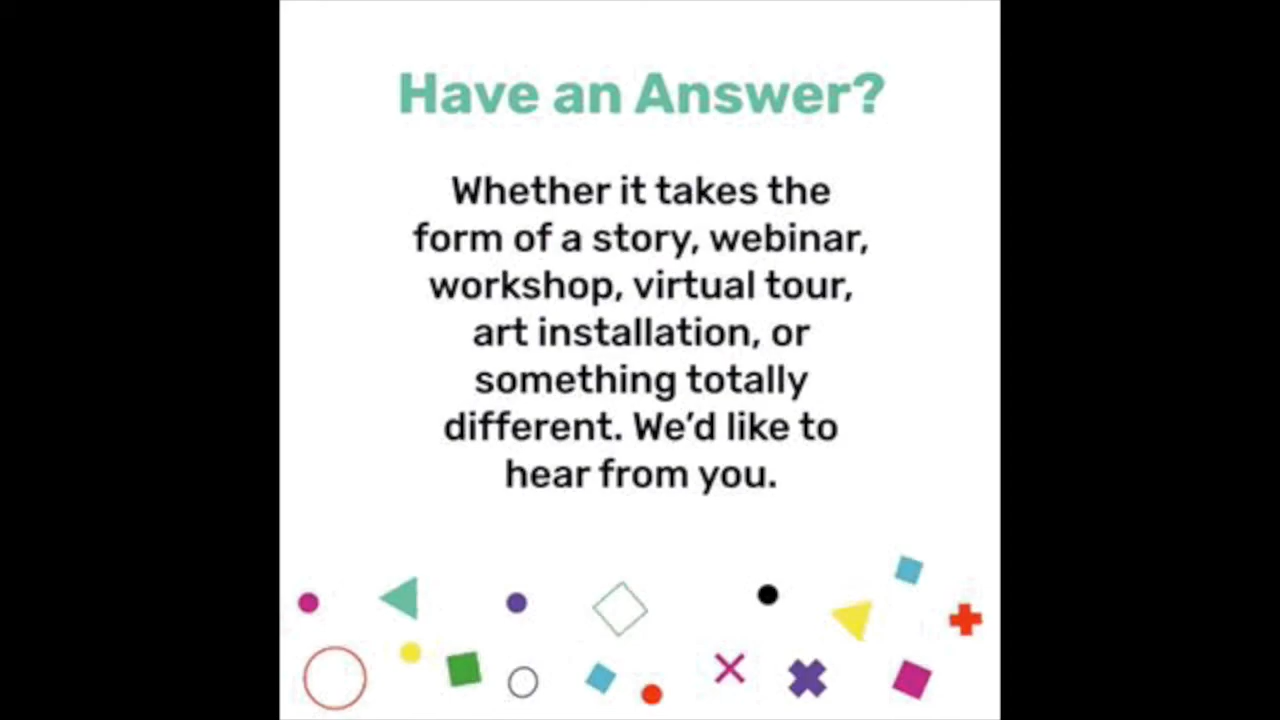 Have an Answer?
Whether it takes the
form of a story, webinar,
workshop, virtual tour,
art installation, or
something totally
different. We’d like to
hear from you.